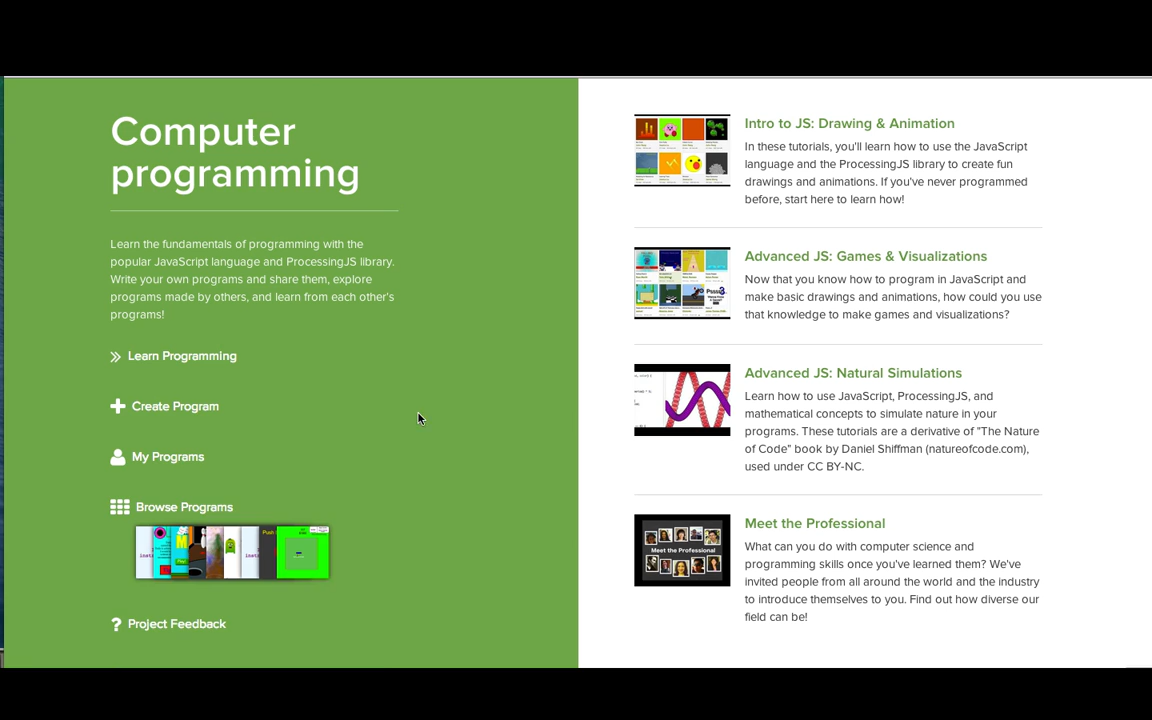 Computer
programming
Learn the fundamentals of programming with the
popular JavaScript language and ProcessingJS library.
Write your own programs and share them, explore
programs made by others, and learn from each other's
programs!
Learn Programming
Create Program
My Programs
Browse Programs
Project Feedback
Intro to JS: Drawing & Animation
In these tutorials, you'll learn how to use the JavaScript
language and the ProcessingJS library to create fun
drawings and animations. If you've never programmed
before, start here to learn how!
Advanced JS: Games & Visualizations
Now that you know how to program in JavaScript and
make basic drawings and animations, how could you use
that knowledge to make games and visualizations?
Advanced JS: Natural Simulations
Learn how to use JavaScript, ProcessingJS, and
mathematical concepts to simulate nature in your
programs. These tutorials are a derivative of "The Nature
of Code" book by Daniel Shiffman (natureofcode.com),
used under CC BY-NC.
Meet the Professional
Meet the Professional
What can you do with computer science and
programming skills once you've learned them? We've
invited people from all around the world and the industry
to introduce themselves to you. Find out how diverse our
field can be!